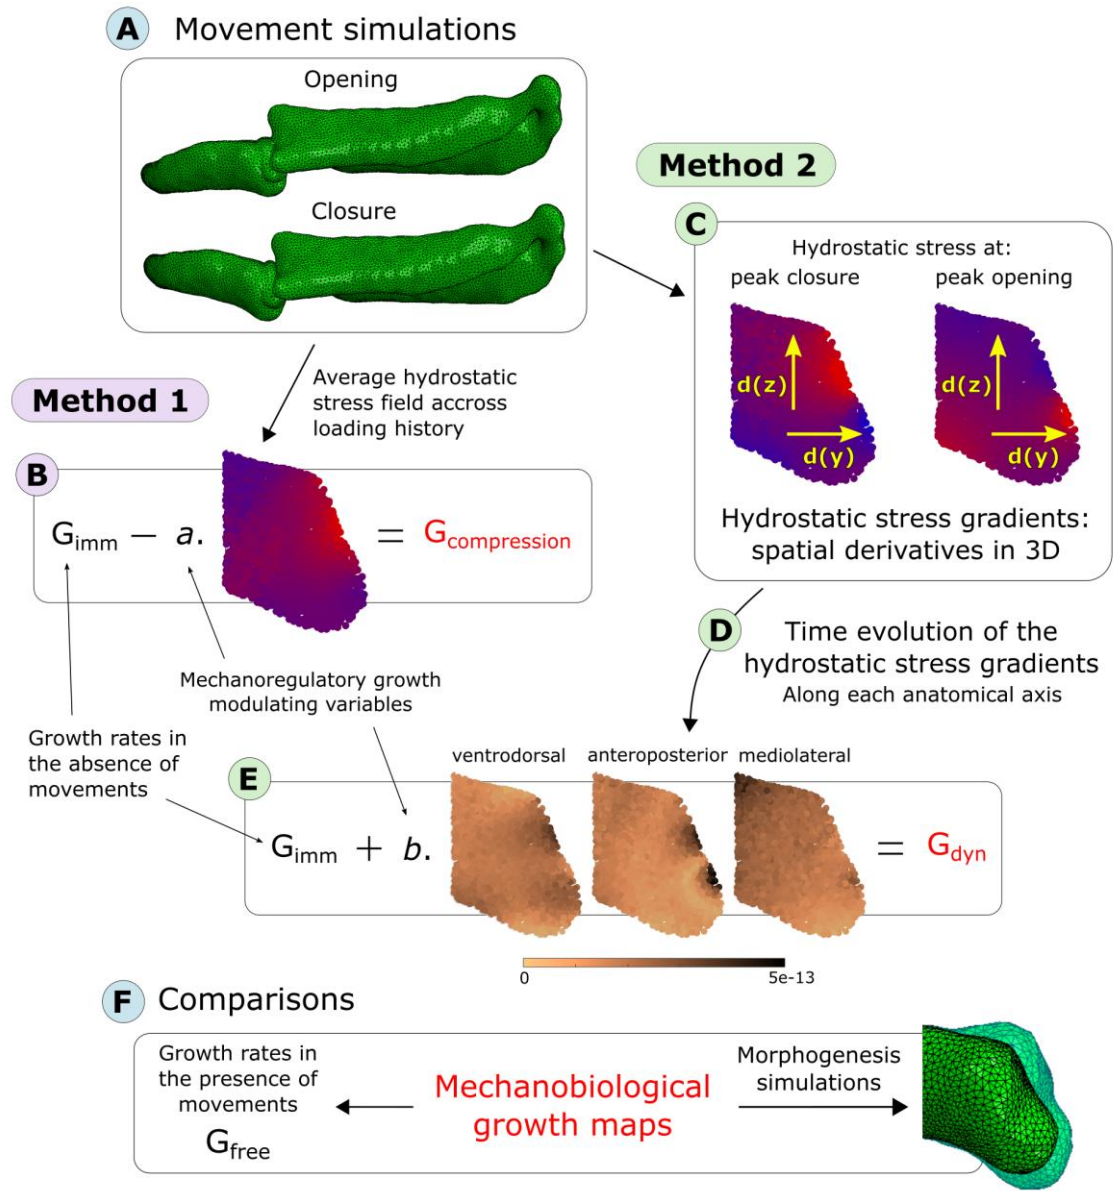 A Movement simulations
Opening
Closure
Method 2
C
Hydrostatic stress at:
peak closure peak opening
d(z) d(z)
d(y) d(y)
Hydrostatic stress gradients:
spatial derivatives in 3D
Method 1
Average hydrostatic
stress field accross
loading history
B
Gimm − a. = Gcompression
Mechanoregulatory growth
modulating variables
Growth rates in
the absence of
movements
D Time evolution of the
hydrostatic stress gradients
Along each anatomical axis
E
ventrodorsal anteroposterior mediolateral
Gimm + b. = Gdyn
0 5e-13
F Comparisons
Growth rates in
the presence of
movements
Gfree
Mechanobiological
growth maps
Morphogenesis
simulations